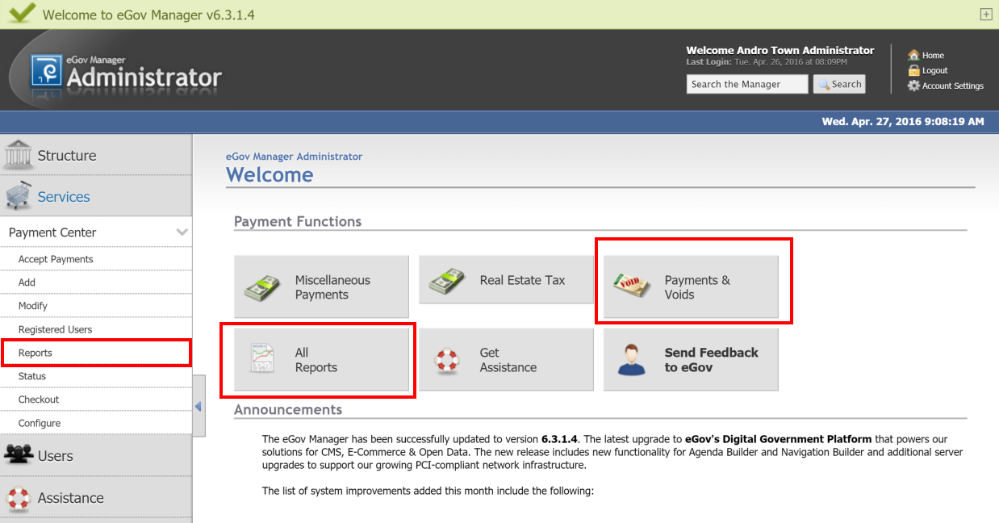 Welcome to eGov Manager v6.3.1.4
eGov Manager
Administrator
Welcome Andro Town Administrator
Last Login: Tue. Apr. 26, 2016 at 08:09PM
Search the Manager
Search
Home
Logout
Account Settings
Wed. Apr. 27, 2016 9:08:19 AM
Structure
Services
Payment Center
Accept Payments
Add
Modify
Registered Users
Reports
Status
Checkout
Configure
Users
Assistance
eGov Manager Administrator
Welcome
Payment Functions
Miscellaneous
Payments
Real Estate Tax
VOID
Payments &
Voids
All
Reports
Get
Assistance
Send Feedback
to eGov
Announcements
The eGov Manager has been successfully updated to version 6.3.1.4. The latest upgrade to eGov's Digital Government Platform that powers our
solutions for CMS, E-Commerce & Open Data. The new release includes new functionality for Agenda Builder and Navigation Builder and additional server
upgrades to support our growing PCI-compliant network infrastructure.
The list of system improvements added this month include the following: